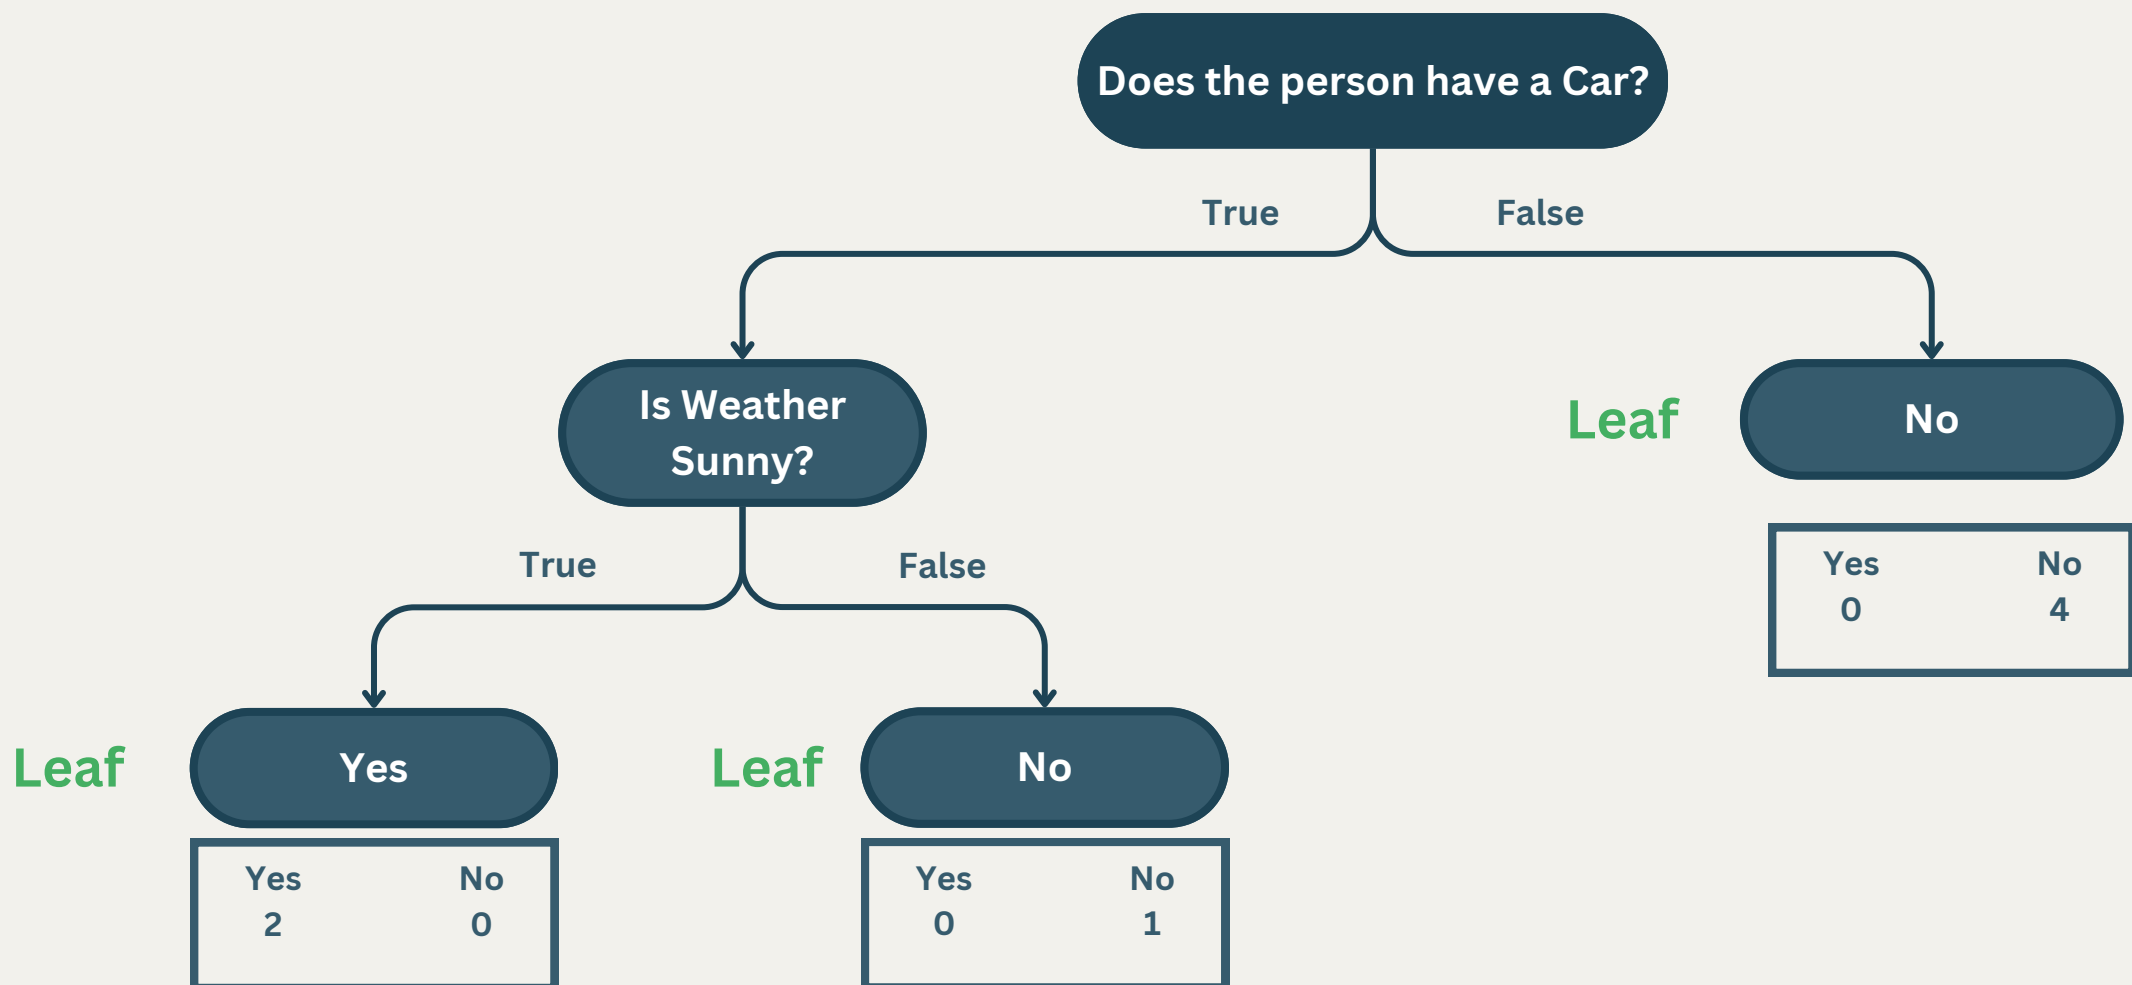 Does the person have a Car?
True
False
Is Weather
Sunny?
Leaf
No
Yes No
0 4
True
False
Leaf
Yes
Leaf
No
Yes No
2 0
Yes No
0 1